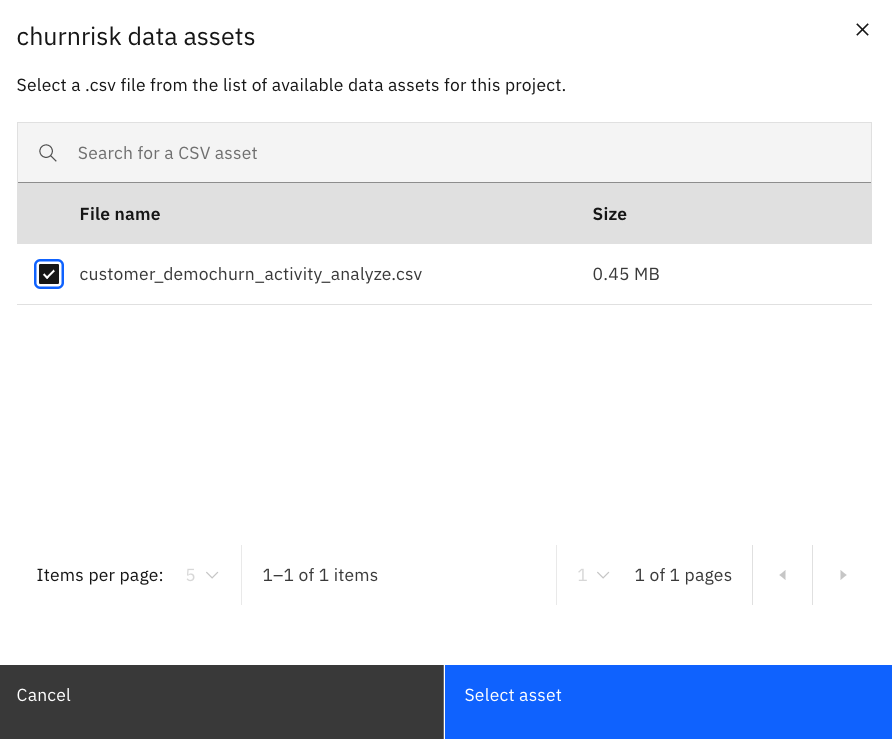 churnrisk data assets
Select a .csv file from the list of available data assets for this project.
Search for a CSV asset
File name Size
customer_demochurn_activity_analyze.csv 0.45 MB
Items per page: 5 1–1 of 1 items 1 1 of 1 pages
Cancel Select asset